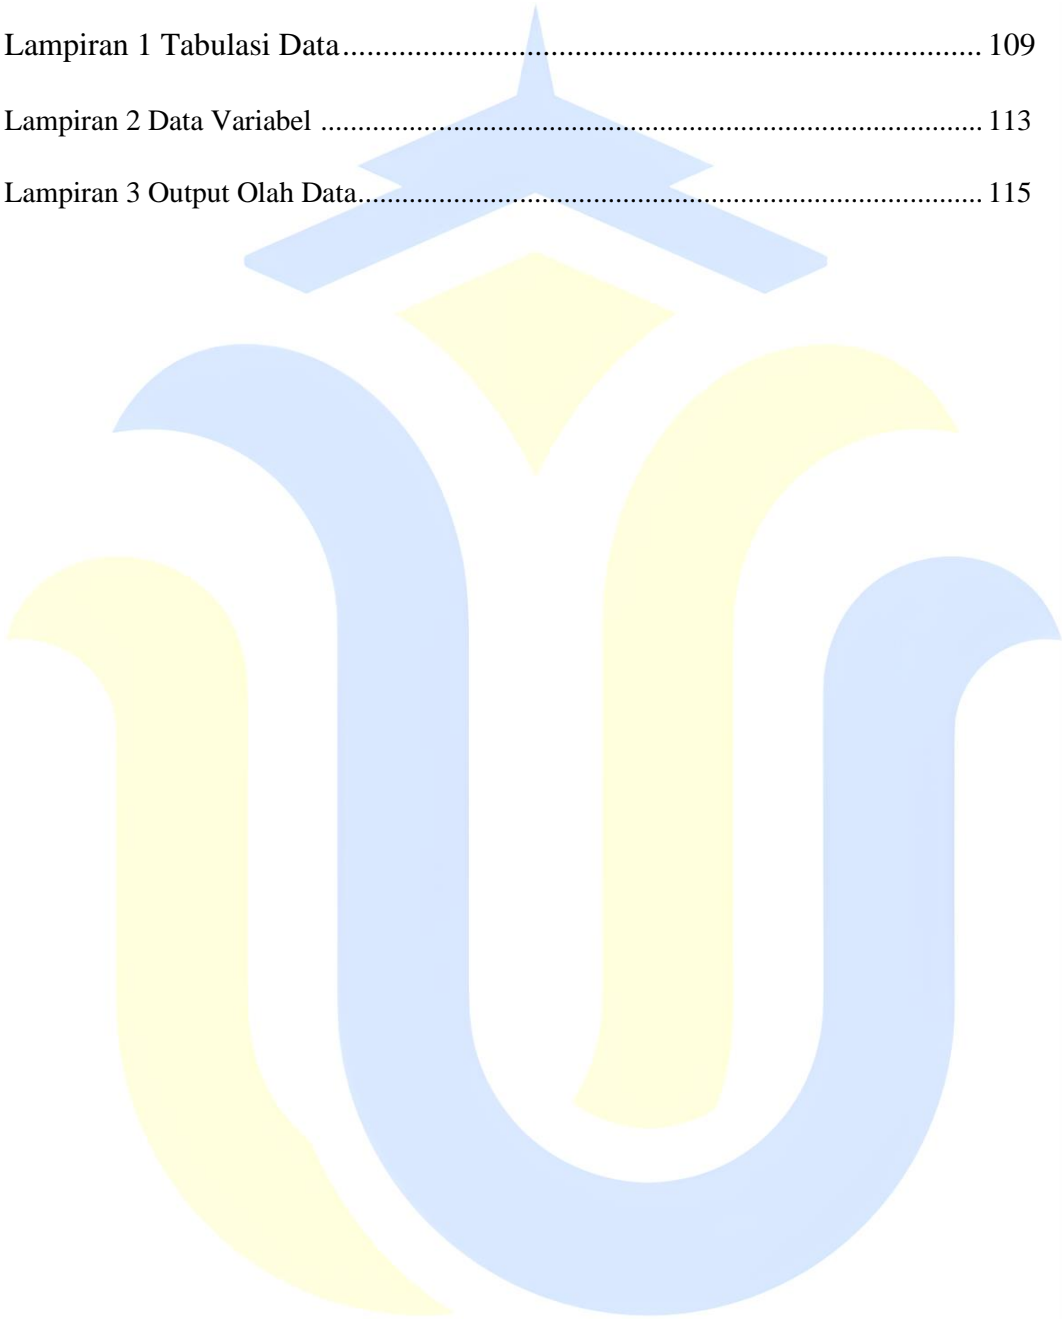 Lampiran 1 Tabulasi Data................................................................................ 109
Lampiran 2 Data Variabel ......................................................................................... 113
Lampiran 3 Output Olah Data.................................................................................... 115